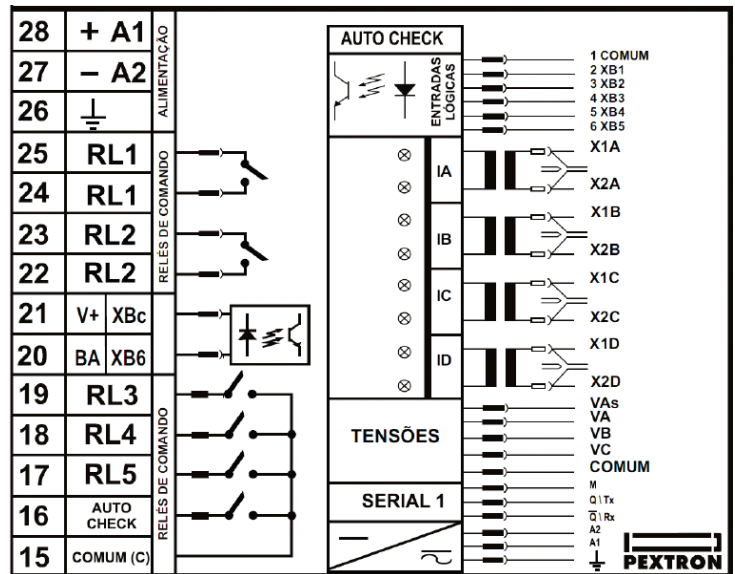 28 + A1
27 – A2
26
ALIMENTAÇÃO
25 RL1
24 RL1
23 RL2
22 RL2
RELÉS DE COMANDO
21 V+ XBc
20 BA XB6
19 RL3
18 RL4
17 RL5
16 AUTO CHECK
15 COMUM (C)
RELÉS DE COMANDO
AUTO CHECK
ENTRADAS
LÓGICAS
1 COMUM
2 XB1
3 XB2
4 XB3
5 XB4
6 XB5
IA
X1A
X2A
IB
X1B
X2B
IC
X1C
X2C
ID
X1D
X2D
TENSÕES
VAs
VA
VB
VC
COMUM
SERIAL 1
M
Q \ Tx
Q \ Rx
A2
A1
PEXTRON